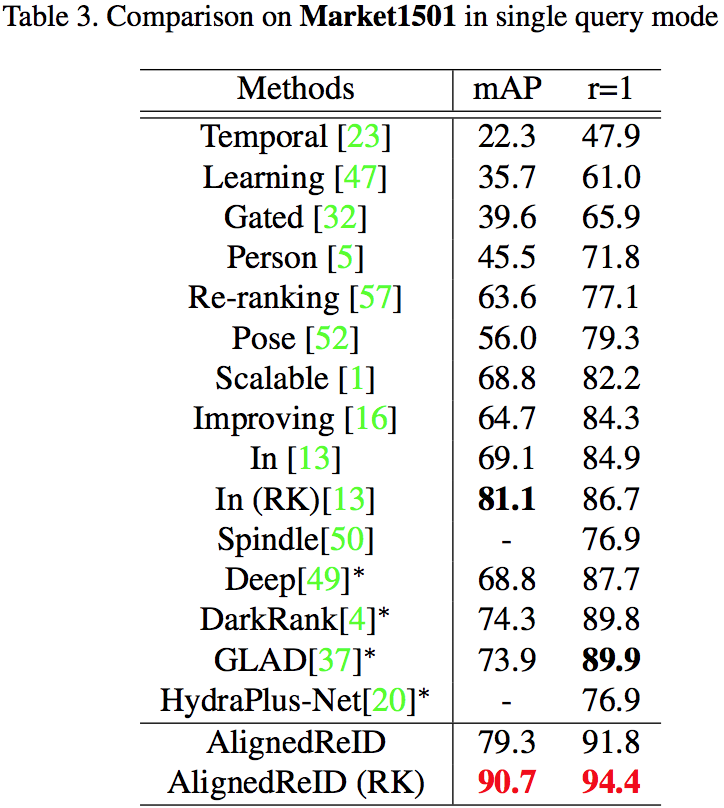 Table 3. Comparison on Market1501 in single query mode
Methods mAP r=1
Temporal [23] 22.3 47.9
Learning [47] 35.7 61.0
Gated [32] 39.6 65.9
Person [5] 45.5 71.8
Re-ranking [57] 63.6 77.1
Pose [52] 56.0 79.3
Scalable [1] 68.8 82.2
Improving [16] 64.7 84.3
In [13] 69.1 84.9
In (RK)[13] 81.1 86.7
Spindle[50] - 76.9
Deep[49]* 68.8 87.7
DarkRank[4]* 74.3 89.8
GLAD[37]* 73.9 89.9
HydraPlus-Net[20]* - 76.9
AlignedReID 79.3 91.8
AlignedReID (RK) 90.7 94.4